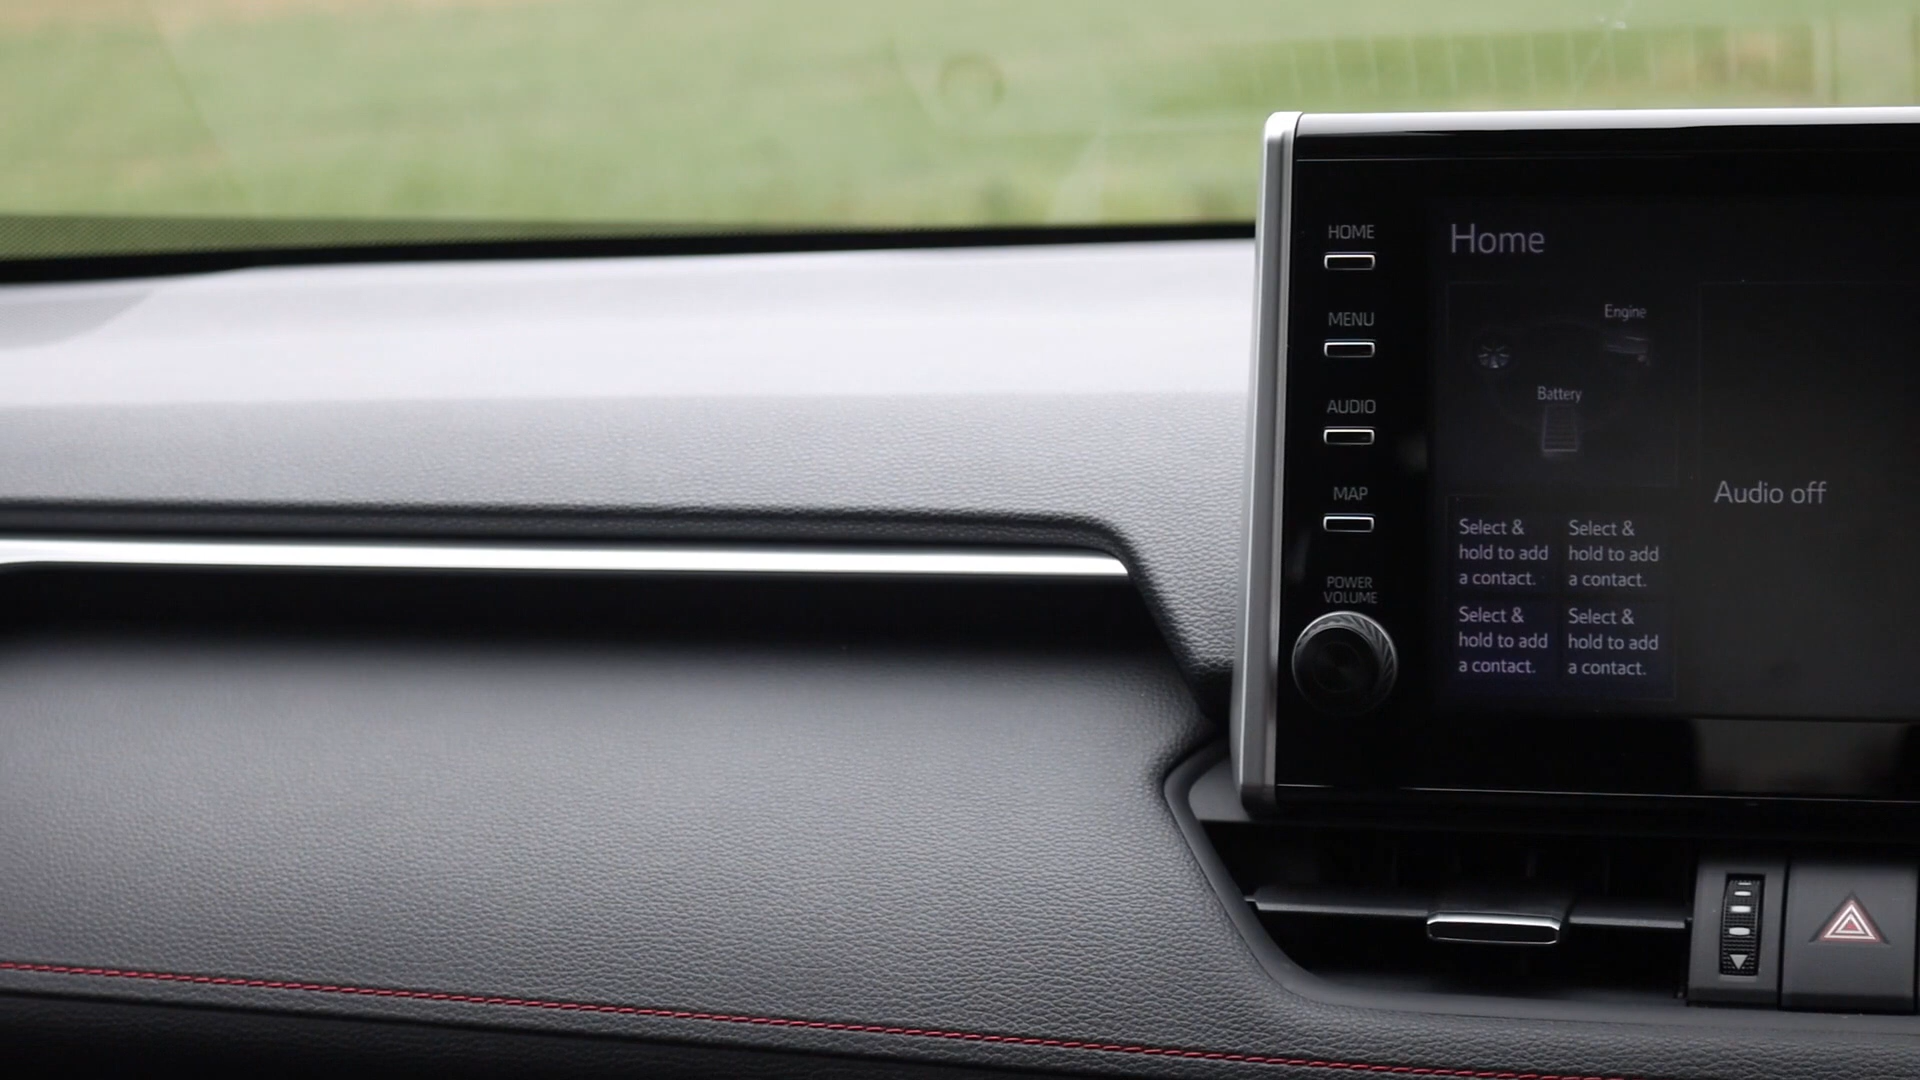 HOME
MENU
AUDIO
MAP
POWER
VOLUME
Home
Engine
Battery
Select &
hold to add
a contact.
Select &
hold to add
a contact.
Select &
hold to add
a contact.
Select &
hold to add
a contact.
Audio off